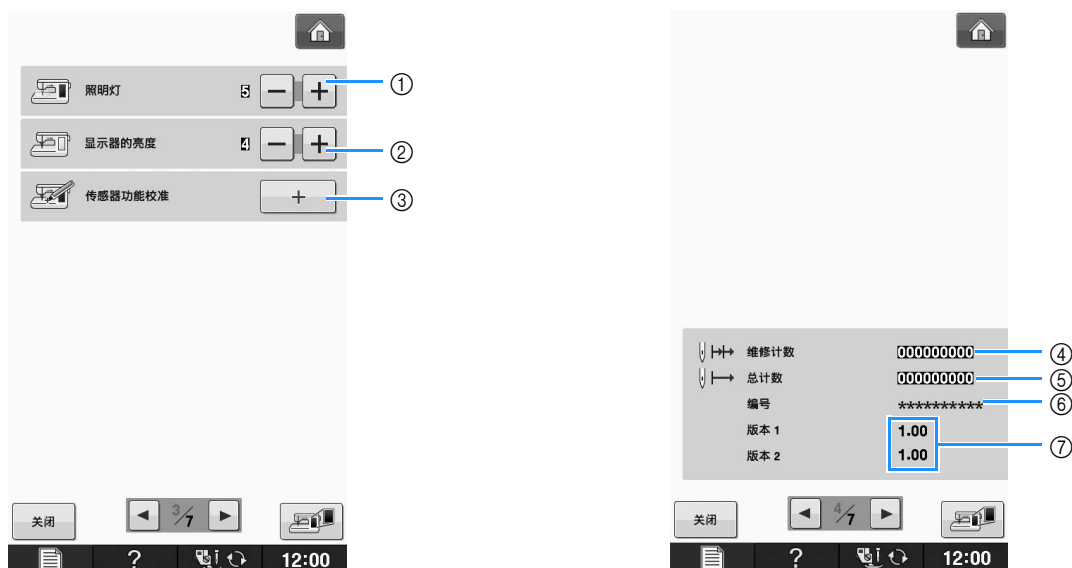 照明灯 5 − + ①
显示器的亮度 4 − + ②
传感器功能校准 + ③
关闭 3/7
? 12:00
维修计数 000000000 ④
总计数 000000000 ⑤
编号 ********** ⑥
版本 1 1.00
版本 2 1.00 ⑦
关闭 4/7
? 12:00